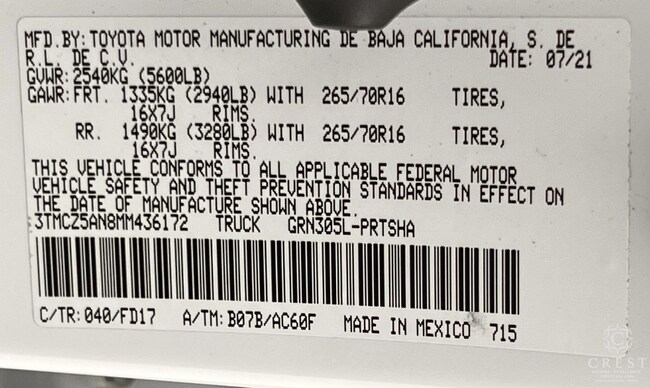 MFD.BY:TOYOTA MOTOR MANUFACTURING DE BAJA CALIFORNIA, S. DE
R.L. DE C.V. DATE: 07/21
GVWR:2540KG (5600LB)
GAWR:FRT. 1335KG (2940LB) WITH 265/70R16 TIRES,
16X7J RIMS.
RR. 1490KG (3280LB) WITH 265/70R16 TIRES,
16X7J RIMS.
THIS VEHICLE CONFORMS TO ALL APPLICABLE FEDERAL MOTOR
VEHICLE SAFETY AND THEFT PREVENTION STANDARDS IN EFFECT ON
THE DATE OF MANUFACTURE SHOWN ABOVE.
3TMCZ5AN8MM436172 TRUCK GRN305L-PRTSHA
C/TR:040/FD17 A/TM:B07B/AC60F MADE IN MEXICO 715
CREST